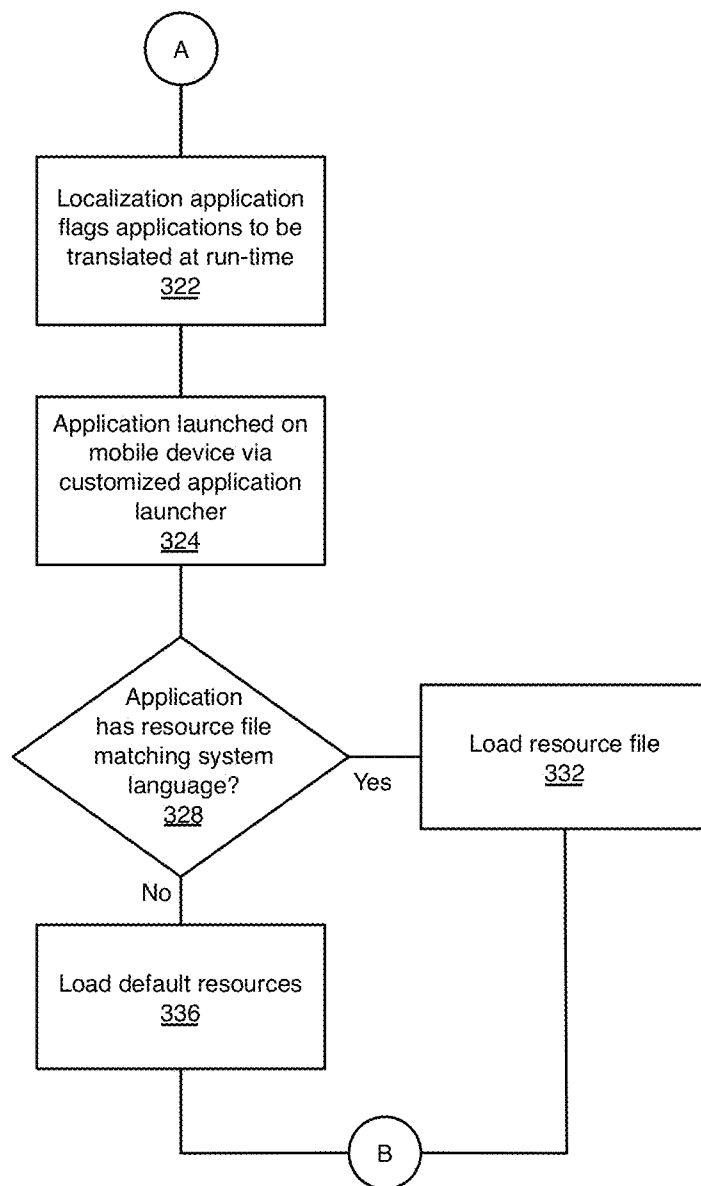 A
Localization application
flags applications to be
translated at run-time
322
Application launched on
mobile device via
customized application
launcher
324
Application
has resource file
matching system
language?
328
Yes
Load resource file
332
No
Load default resources
336
B